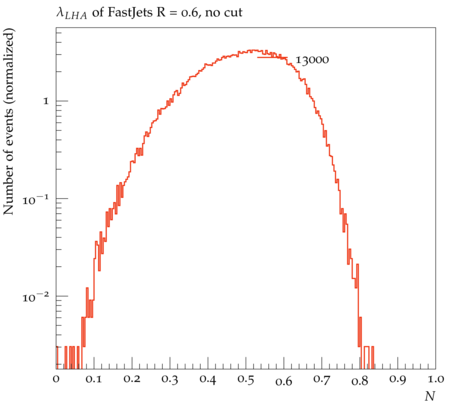 λLHA of FastJets R = 0.6, no cut
Number of events (normalized)
13000
1
10−1
10−2
0 0.1 0.2 0.3 0.4 0.5 0.6 0.7 0.8 0.9 1.0
N